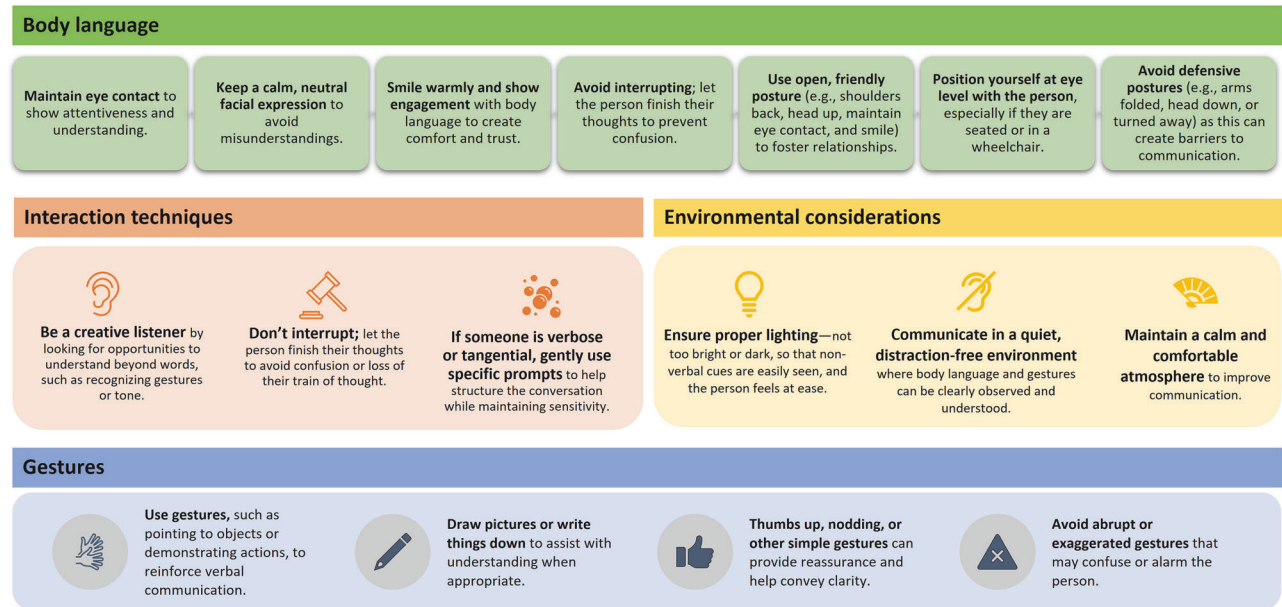 Body language
Maintain eye contact to
show attentiveness and
understanding.
Keep a calm, neutral
facial expression to
avoid
misunderstandings.
Smile warmly and show
engagement with body
language to create
comfort and trust.
Avoid interrupting; let
the person finish their
thoughts to prevent
confusion.
Use open, friendly
posture (e.g., shoulders
back, head up, maintain
eye contact, and smile)
to foster relationships.
Position yourself at eye
level with the person,
especially if they are
seated or in a
wheelchair.
Avoid defensive
postures (e.g., arms
folded, head down, or
turned away) as this can
create barriers to
communication.
Interaction techniques
Be a creative listener by
looking for opportunities to
understand beyond words,
such as recognizing gestures
or tone.
Don't interrupt; let the
person finish their thoughts
to avoid confusion or loss of
their train of thought.
If someone is verbose
or tangential, gently use
specific prompts to help
structure the conversation
while maintaining sensitivity.
Environmental considerations
Ensure proper lighting—not
too bright or dark, so that non-
verbal cues are easily seen, and
the person feels at ease.
Communicate in a quiet,
distraction-free environment
where body language and gestures
can be clearly observed and
understood.
Maintain a calm and
comfortable
atmosphere to improve
communication.
Gestures
Use gestures, such as
pointing to objects or
demonstrating actions, to
reinforce verbal
communication.
Draw pictures or write
things down to assist with
understanding when
appropriate.
Thumbs up, nodding, or
other simple gestures can
provide reassurance and
help convey clarity.
Avoid abrupt or
exaggerated gestures that
may confuse or alarm the
person.